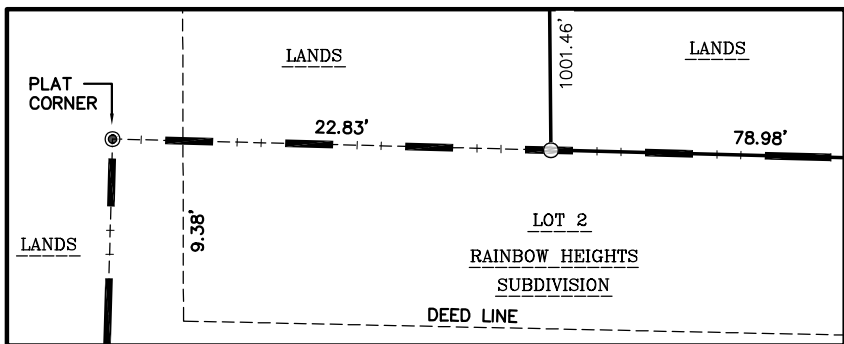 1001.46'
LANDS
LANDS
PLAT
CORNER
22.83'
78.98'
9.38'
LANDS
LOT 2
RAINBOW HEIGHTS
SUBDIVISION
DEED LINE